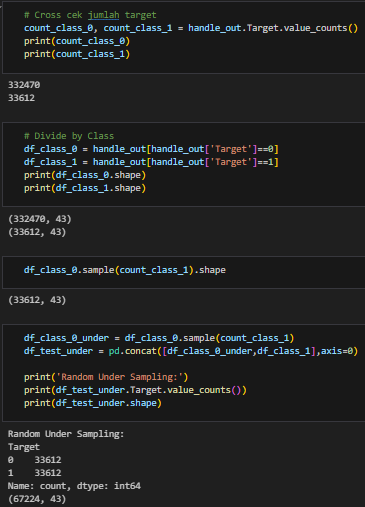 # Cross cek jumlah target
count_class_0, count_class_1 = handle_out.Target.value_counts()
print(count_class_0)
print(count_class_1)
332470
33612
# Divide by Class
df_class_0 = handle_out[handle_out['Target']==0]
df_class_1 = handle_out[handle_out['Target']==1]
print(df_class_0.shape)
print(df_class_1.shape)
(332470, 43)
(33612, 43)
df_class_0.sample(count_class_1).shape
(33612, 43)
df_class_0_under = df_class_0.sample(count_class_1)
df_test_under = pd.concat([df_class_0_under,df_class_1],axis=0)
print('Random Under Sampling:')
print(df_test_under.Target.value_counts())
print(df_test_under.shape)
Random Under Sampling:
Target
0    33612
1    33612
Name: count, dtype: int64
(67224, 43)